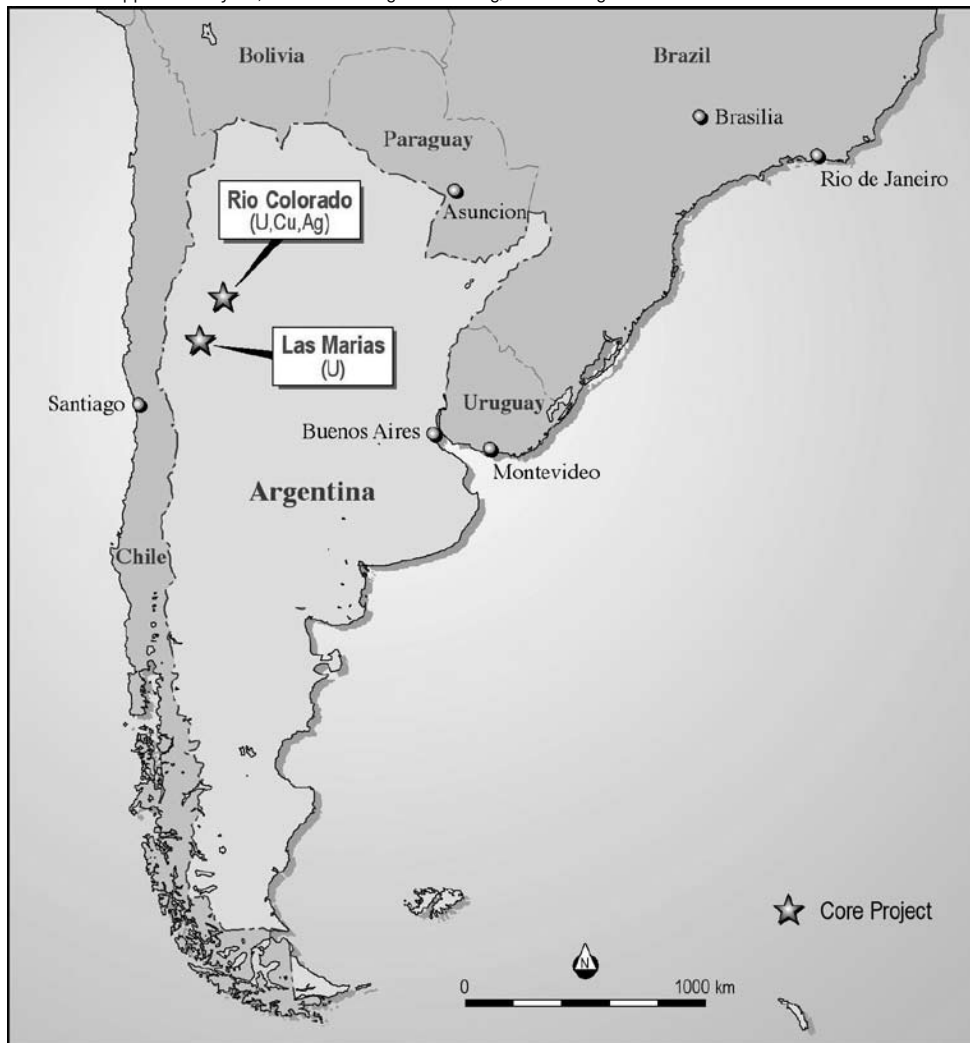 Bolivia
Brazil
Brasilia
Paraguay
Rio de Janeiro
Rio Colorado
(U,Cu,Ag)
Asuncion
Las Marias
(U)
Santiago
Uruguay
Buenos Aires
Montevideo
Argentina
Chile
Core Project
N
0
1000 km